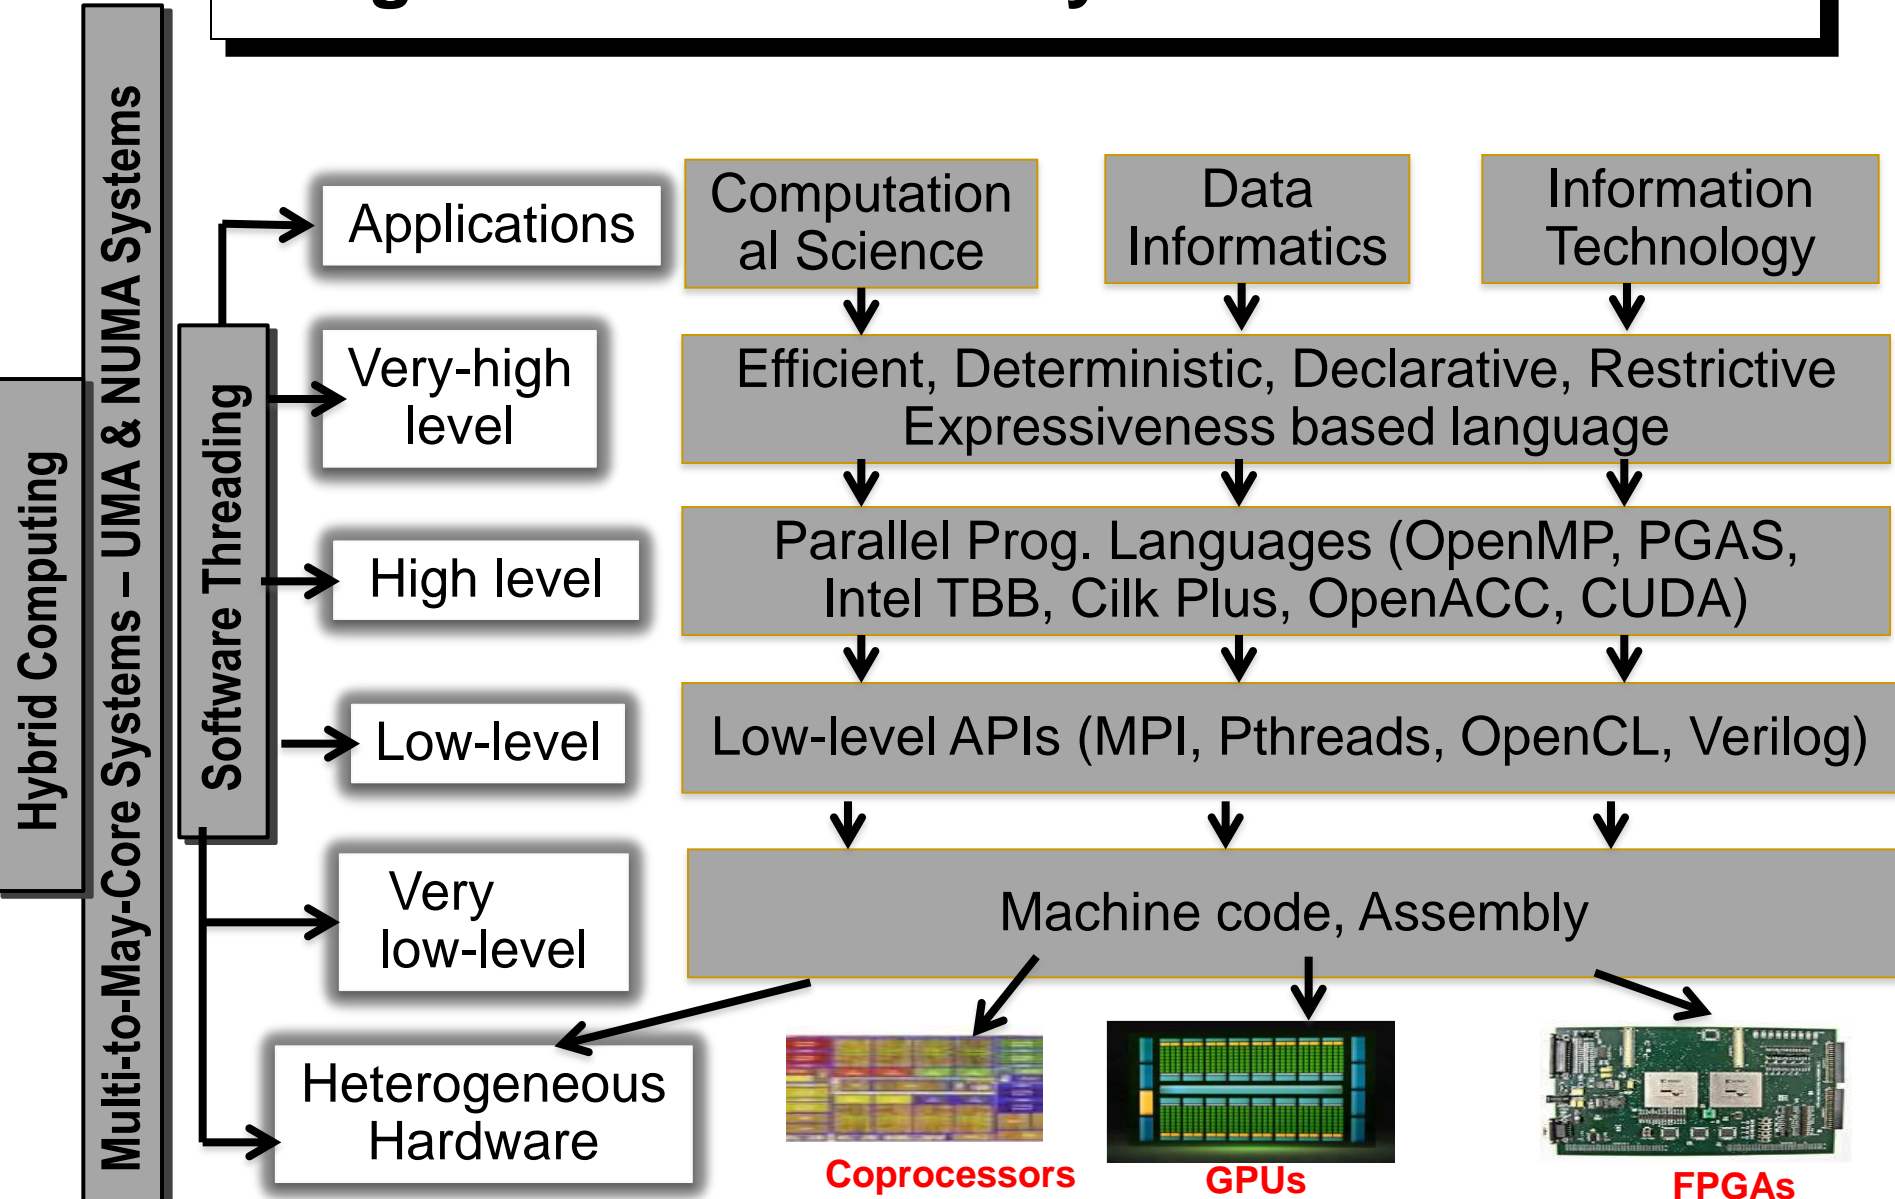 Hybrid Computing
Multi-to-May-Core Systems – UMA & NUMA Systems
Software Threading
Applications
Computation
al Science
Data
Informatics
Information
Technology
Very-high
level
Efficient, Deterministic, Declarative, Restrictive
Expressiveness based language
High level
Parallel Prog. Languages (OpenMP, PGAS,
Intel TBB, Cilk Plus, OpenACC, CUDA)
Low-level
Low-level APIs (MPI, Pthreads, OpenCL, Verilog)
Very
low-level
Machine code, Assembly
Heterogeneous
Hardware
Coprocessors
GPUs
FPGAs